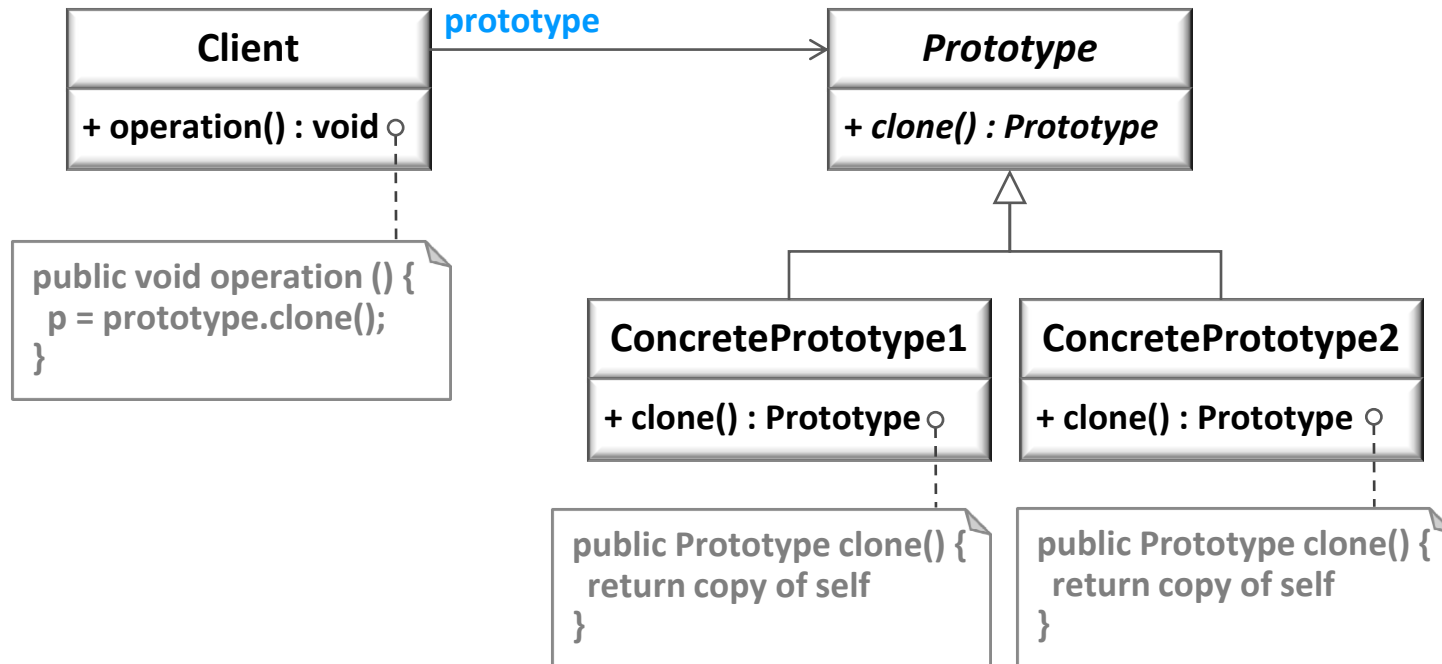 Client
+ operation() : void
prototype
Prototype
+ clone() : Prototype
public void operation () {
p = prototype.clone();
}
ConcretePrototype1
+ clone() : Prototype
ConcretePrototype2
+ clone() : Prototype
public Prototype clone() {
return copy of self
}
public Prototype clone() {
return copy of self
}